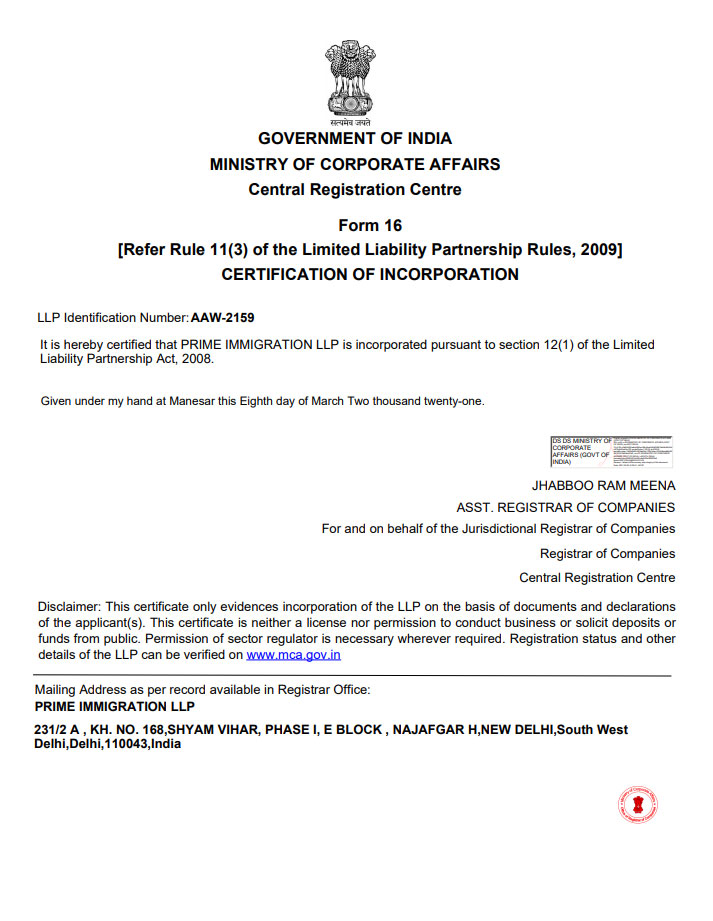 सत्यमेव जयते
GOVERNMENT OF INDIA
MINISTRY OF CORPORATE AFFAIRS
Central Registration Centre
Form 16
[Refer Rule 11(3) of the Limited Liability Partnership Rules, 2009]
CERTIFICATION OF INCORPORATION
LLP Identification Number: AAW-2159
It is hereby certified that PRIME IMMIGRATION LLP is incorporated pursuant to section 12(1) of the Limited
Liability Partnership Act, 2008.
Given under my hand at Manesar this Eighth day of March Two thousand twenty-one.
DS DS MINISTRY OF
CORPORATE
AFFAIRS (GOVT OF
INDIA)
JHABBOO RAM MEENA
ASST. REGISTRAR OF COMPANIES
For and on behalf of the Jurisdictional Registrar of Companies
Registrar of Companies
Central Registration Centre
Disclaimer: This certificate only evidences incorporation of the LLP on the basis of documents and declarations
of the applicant(s). This certificate is neither a license nor permission to conduct business or solicit deposits or
funds from public. Permission of sector regulator is necessary wherever required. Registration status and other
details of the LLP can be verified on www.mca.gov.in
Mailing Address as per record available in Registrar Office:
PRIME IMMIGRATION LLP
231/2 A , KH. NO. 168,SHYAM VIHAR, PHASE I, E BLOCK , NAJAFGAR H,NEW DELHI,South West
Delhi,Delhi,110043,India